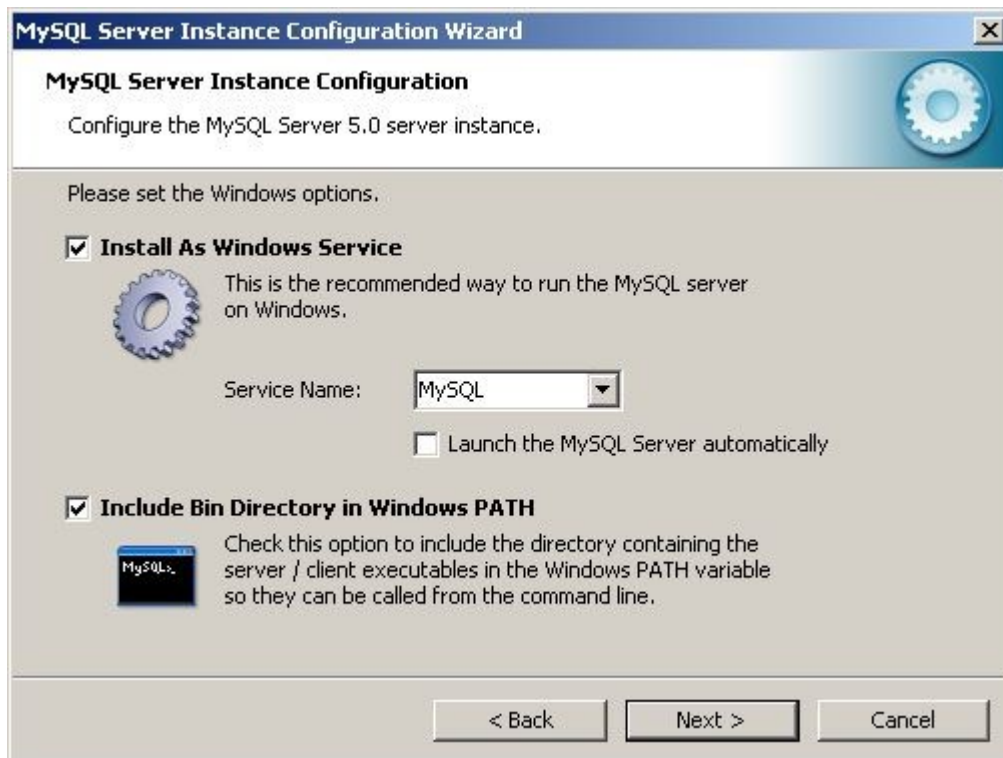 MySQL Server Instance Configuration Wizard
MySQL Server Instance Configuration
Configure the MySQL Server 5.0 server instance.
Please set the Windows options.
Install As Windows Service
This is the recommended way to run the MySQL server
on Windows.
Service Name: MySQL
Launch the MySQL Server automatically
Include Bin Directory in Windows PATH
MySQL>_
Check this option to include the directory containing the
server / client executables in the Windows PATH variable
so they can be called from the command line.
< Back Next > Cancel